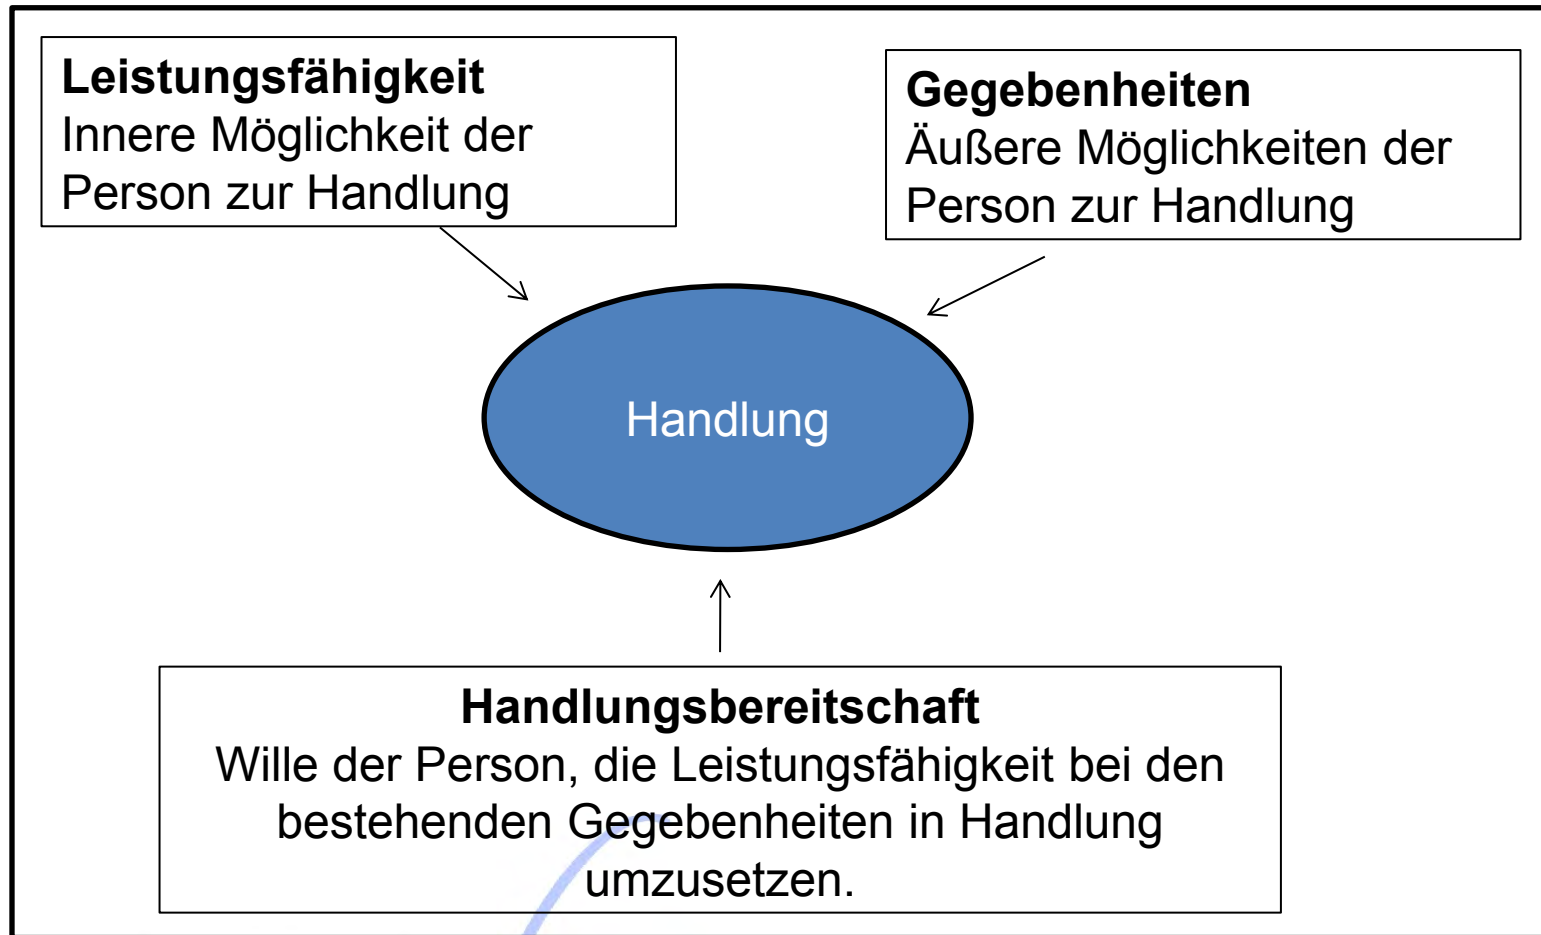 Leistungsfähigkeit
Innere Möglichkeit der
Person zur Handlung
Gegebenheiten
Äußere Möglichkeiten der
Person zur Handlung
Handlung
Handlungsbereitschaft
Wille der Person, die Leistungsfähigkeit bei den
bestehenden Gegebenheiten in Handlung
umzusetzen.